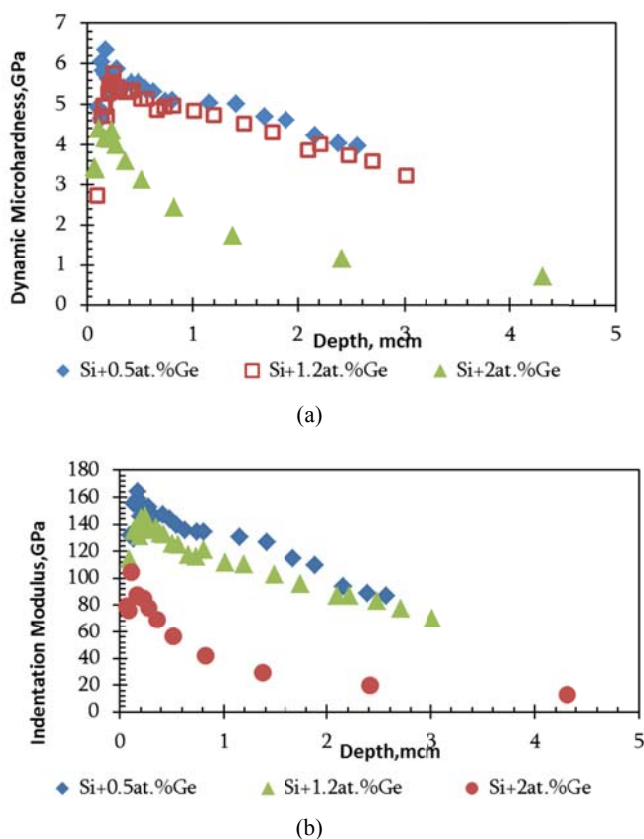 7
6
5
4
3
2
1
0
Dynamic Microhardness,GPa
0 1 2 3 4 5
Depth, mcm
Si+0.5at.%Ge Si+1.2at.%Ge Si+2at.%Ge
(a)
180
160
140
120
100
80
60
40
20
0
Indentation Modulus,GPa
0 1 2 3 4 5
Depth,mcm
Si+0.5at.%Ge Si+1.2at.%Ge Si+2at.%Ge
(b)